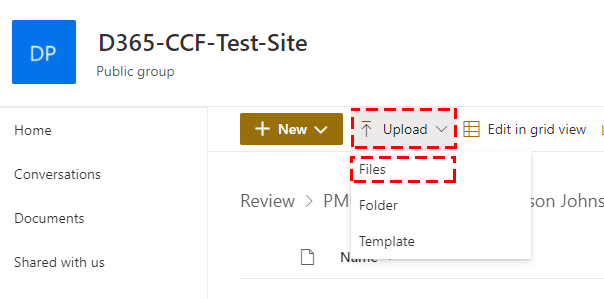 DP
D365-CCF-Test-Site
Public group
Home
Conversations
Documents
Shared with us
New
Upload
Edit in grid view
Files
Folder
Template
Review > PM
son Johns
Name